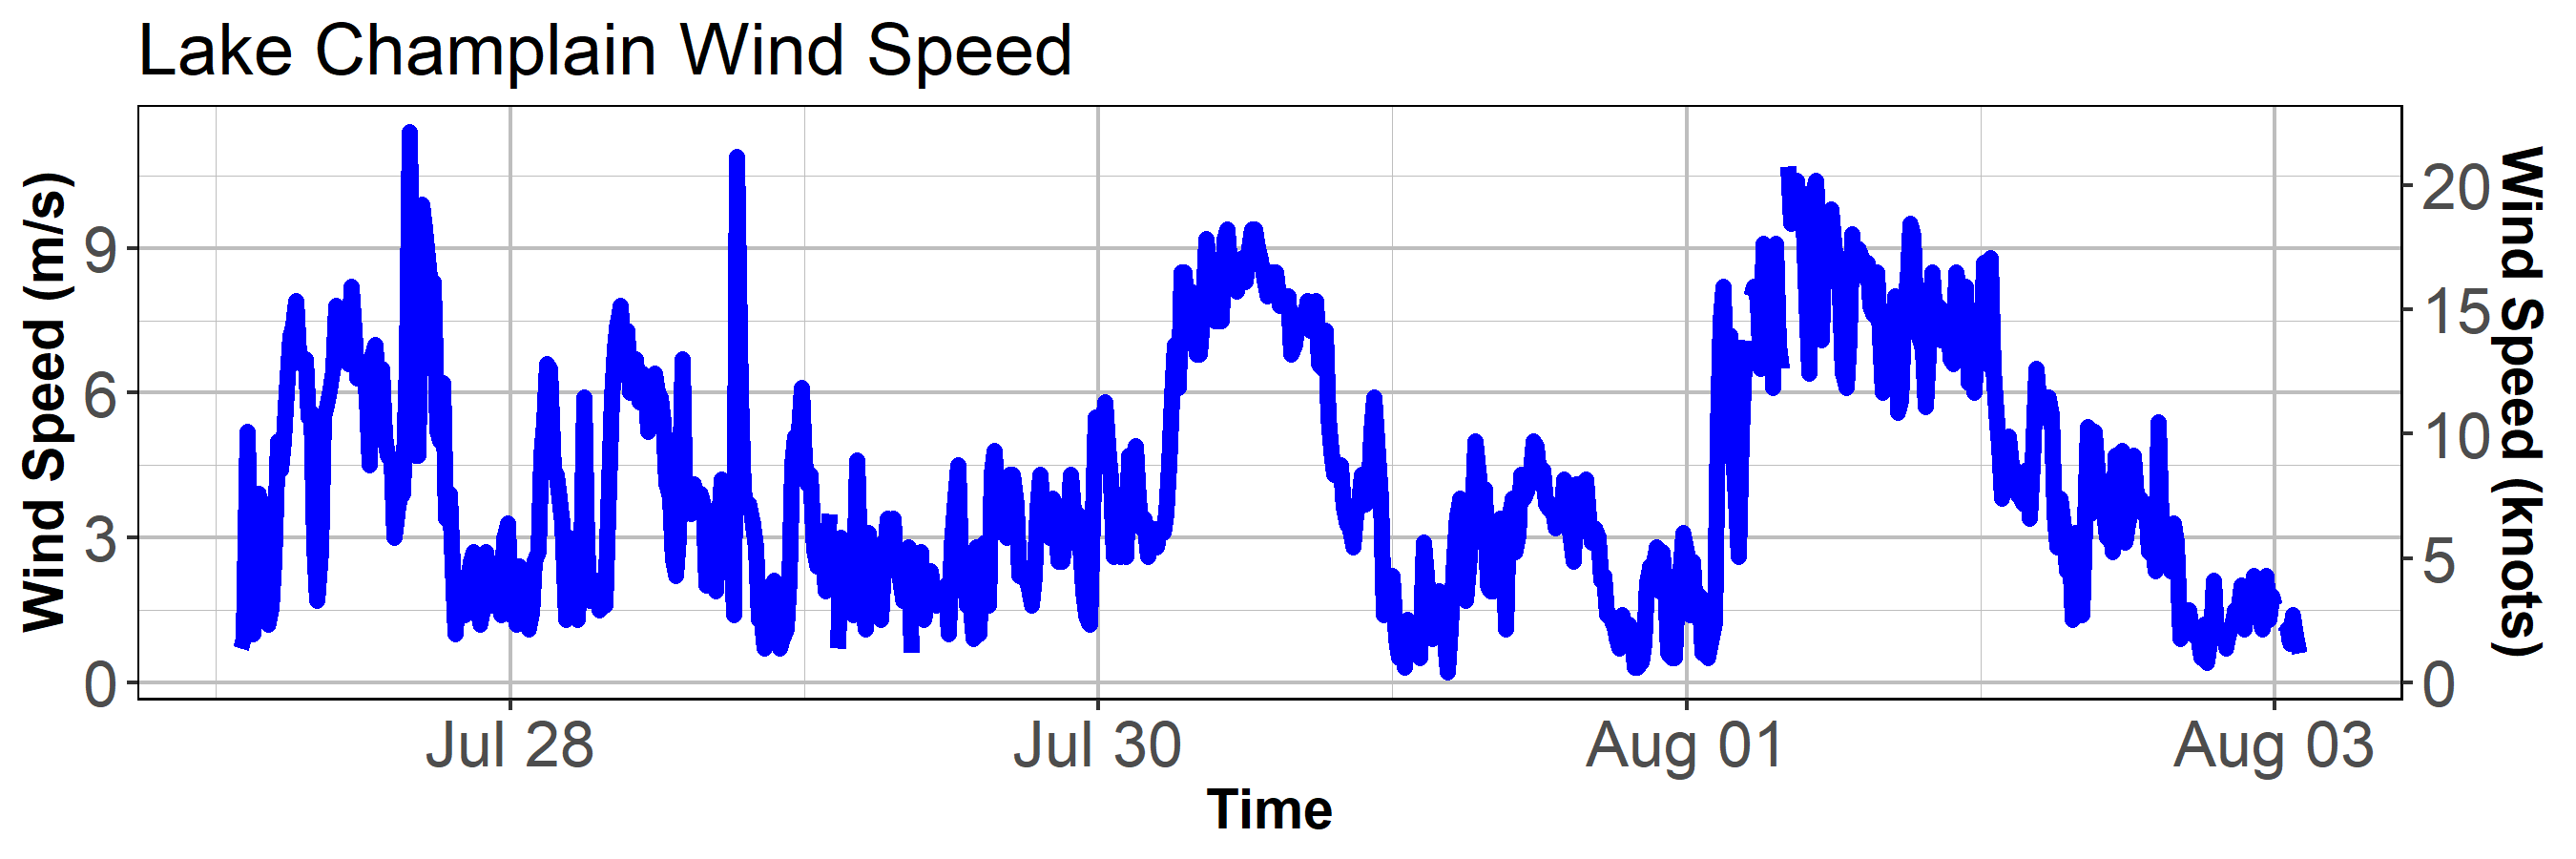 Lake Champlain Wind Speed
Wind Speed (m/s)
9
6
3
0
20
15
10
5
0
Wind Speed (knots)
Jul 28
Jul 30
Aug 01
Aug 03
Time